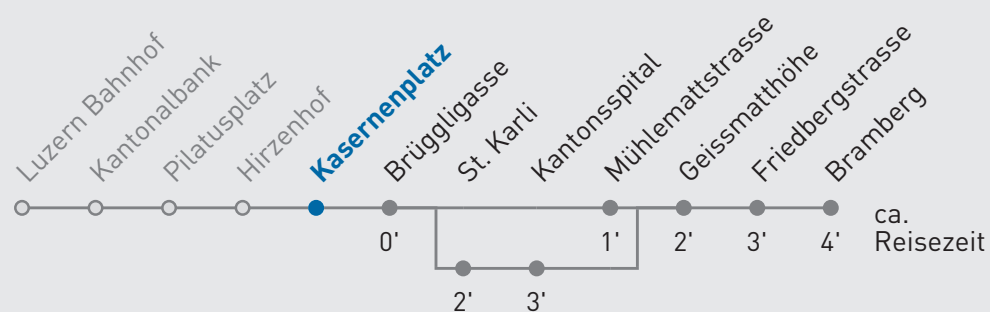 Luzern Bahnhof
Kantonalbank
Pilatusplatz
Hirzenhof
Kasernenplatz
Brüggligasse
St. Karli
Kantonsspital
Mühlemattstrasse
Geissmatthöhe
Friedbergstrasse
Bramberg
0' 1' 2' 3' 4'
ca.
Reisezeit
2' 3'